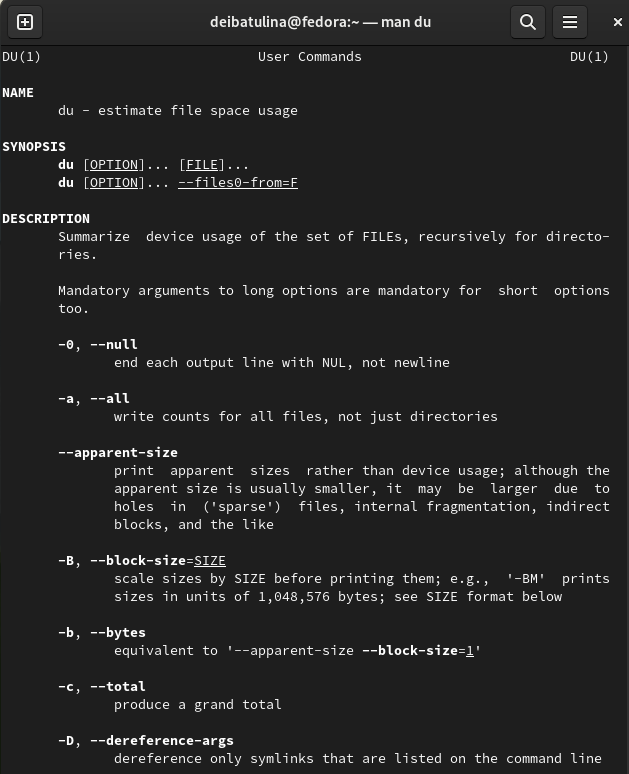 deibatulina@fedora:~ — man du
DU(1) User Commands DU(1)
NAME
du - estimate file space usage
SYNOPSIS
du [OPTION]... [FILE]...
du [OPTION]... --files0-from=F
DESCRIPTION
Summarize device usage of the set of FILEs, recursively for directo-
ries.
Mandatory arguments to long options are mandatory for short options
too.
-0, --null
end each output line with NUL, not newline
-a, --all
write counts for all files, not just directories
--apparent-size
print apparent sizes rather than device usage; although the
apparent size is usually smaller, it may be larger due to
holes in ('sparse') files, internal fragmentation, indirect
blocks, and the like
-B, --block-size=SIZE
scale sizes by SIZE before printing them; e.g., '-BM' prints
sizes in units of 1,048,576 bytes; see SIZE format below
-b, --bytes
equivalent to '--apparent-size --block-size=1'
-c, --total
produce a grand total
-D, --dereference-args
dereference only symlinks that are listed on the command line